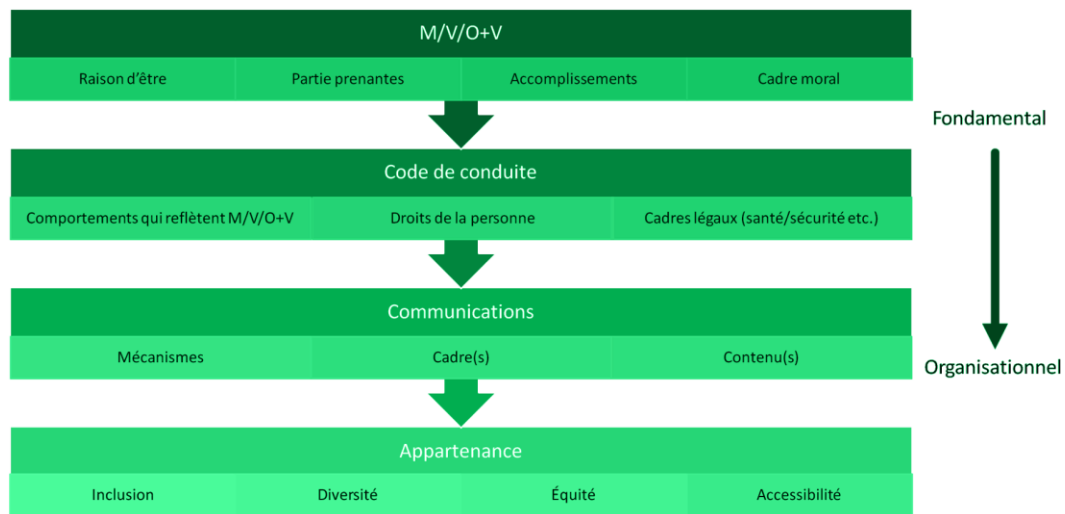 M/V/O+V
Raison d'être
Partie prenantes
Accomplissements
Cadre moral
Fondamental
Code de conduite
Comportements qui reflètent M/V/O+V
Droits de la personne
Cadres légaux (santé/sécurité etc.)
Communications
Mécanismes
Cadre(s)
Contenu(s)
Organisationnel
Appartenance
Inclusion
Diversité
Équité
Accessibilité